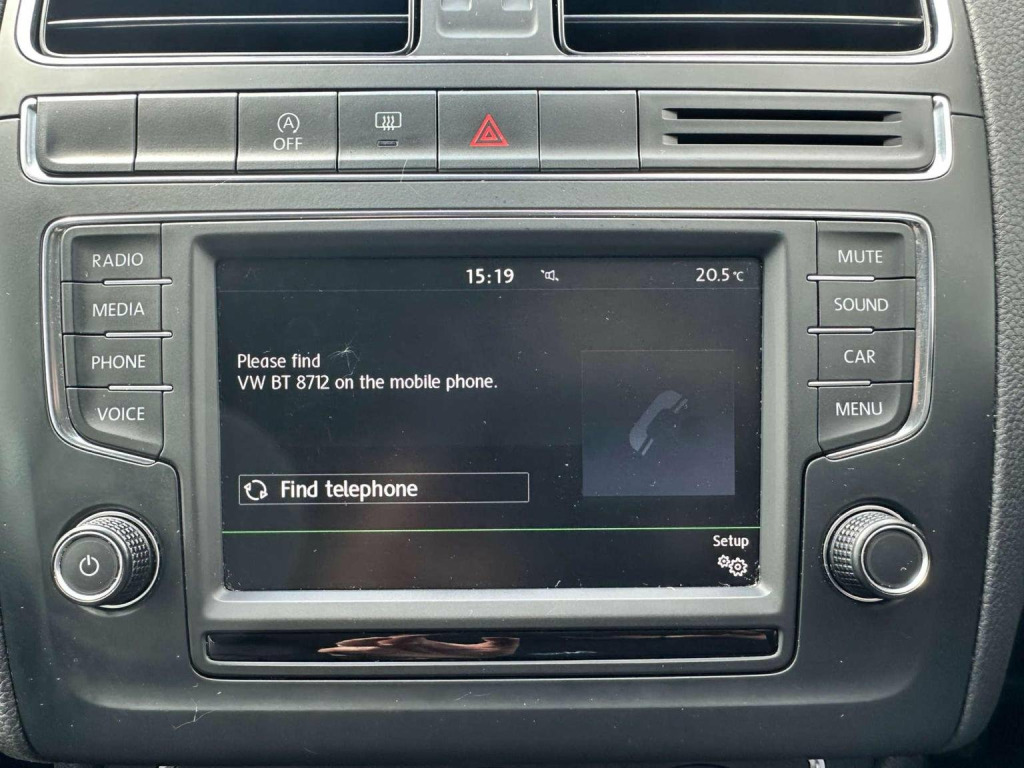 A
OFF
RADIO
MEDIA
PHONE
VOICE
15:19
20.5 °C
Please find
VW BT 8712 on the mobile phone.
Find telephone
Setup
MUTE
SOUND
CAR
MENU